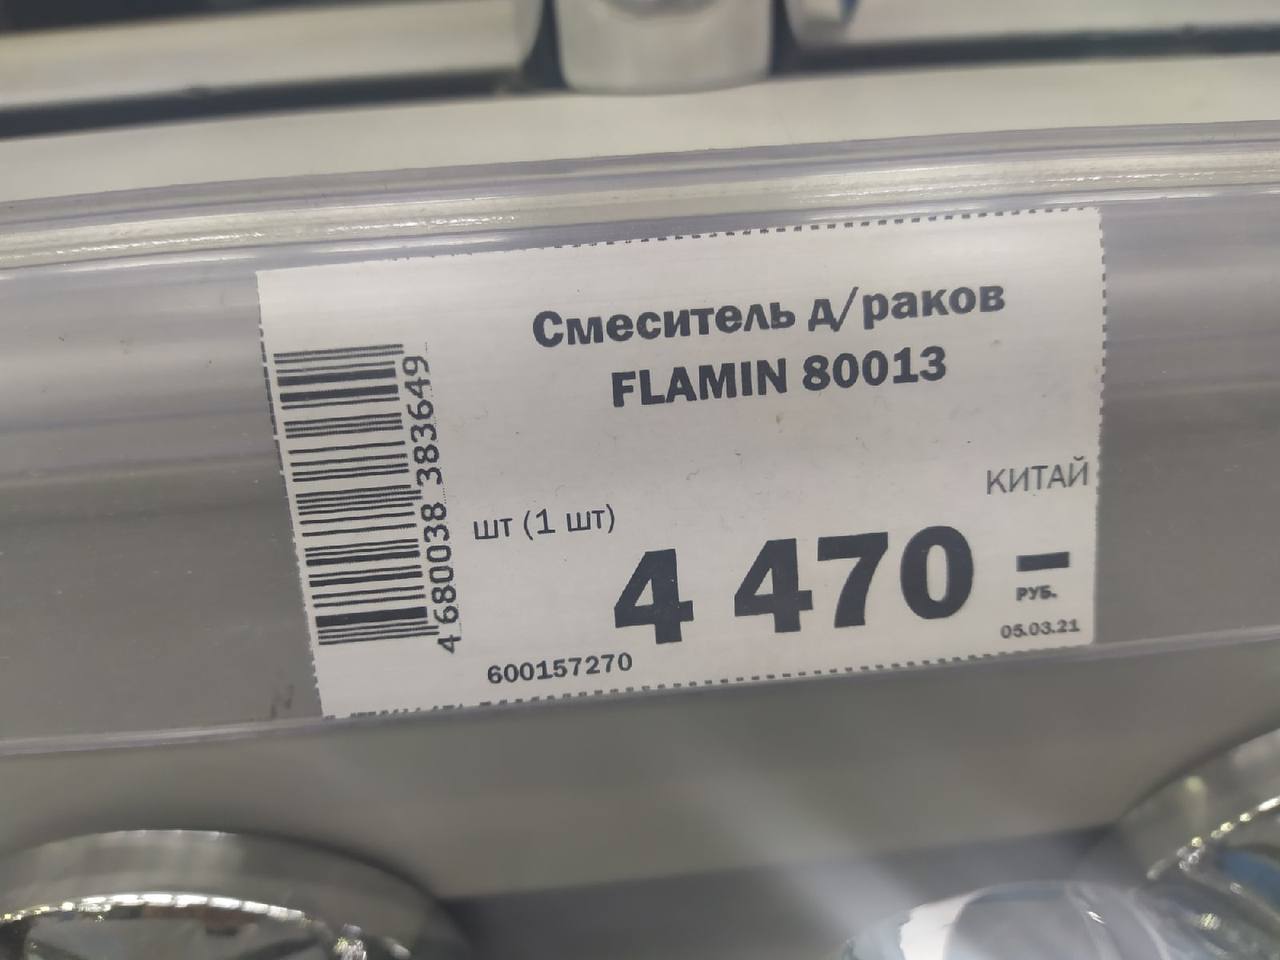 Смеситель д/раков
FLAMIN 80013
КИТАЙ
шт (1 шт)
4 470 –
РУБ.
05.03.21
600157270
4 680038 383649